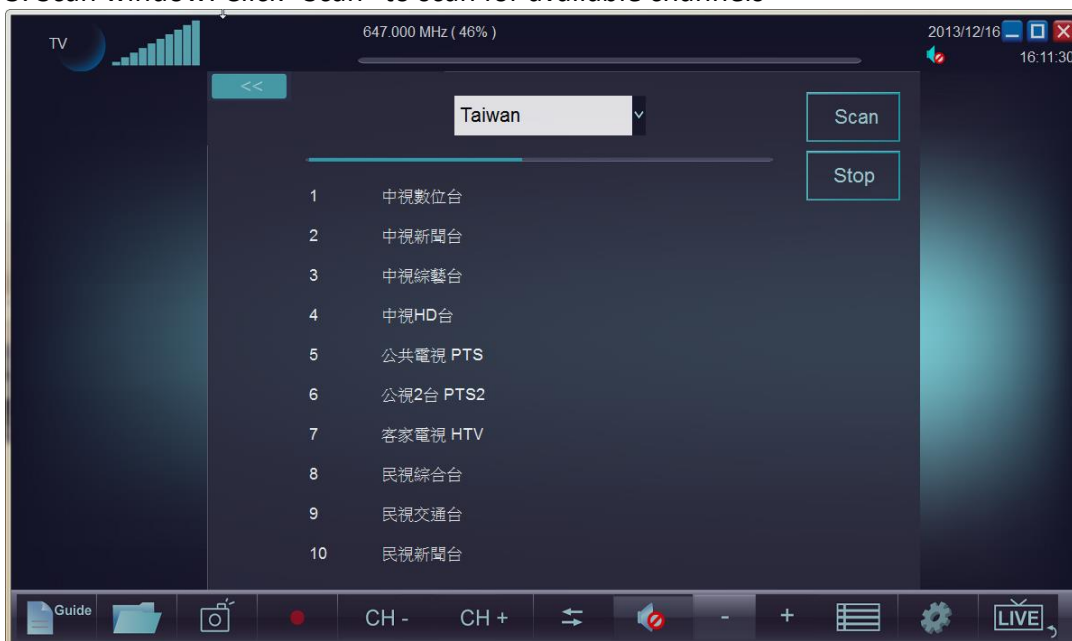 TV
647.000 MHz ( 46% )
2013/12/16
16:11:30
<<
Taiwan
Scan
Stop
1 中視數位台
2 中視新聞台
3 中視綜藝台
4 中視HD台
5 公共電視 PTS
6 公視2台 PTS2
7 客家電視 HTV
8 民視綜合台
9 民視交通台
10 民視新聞台
Guide CH - CH + - + LIVE